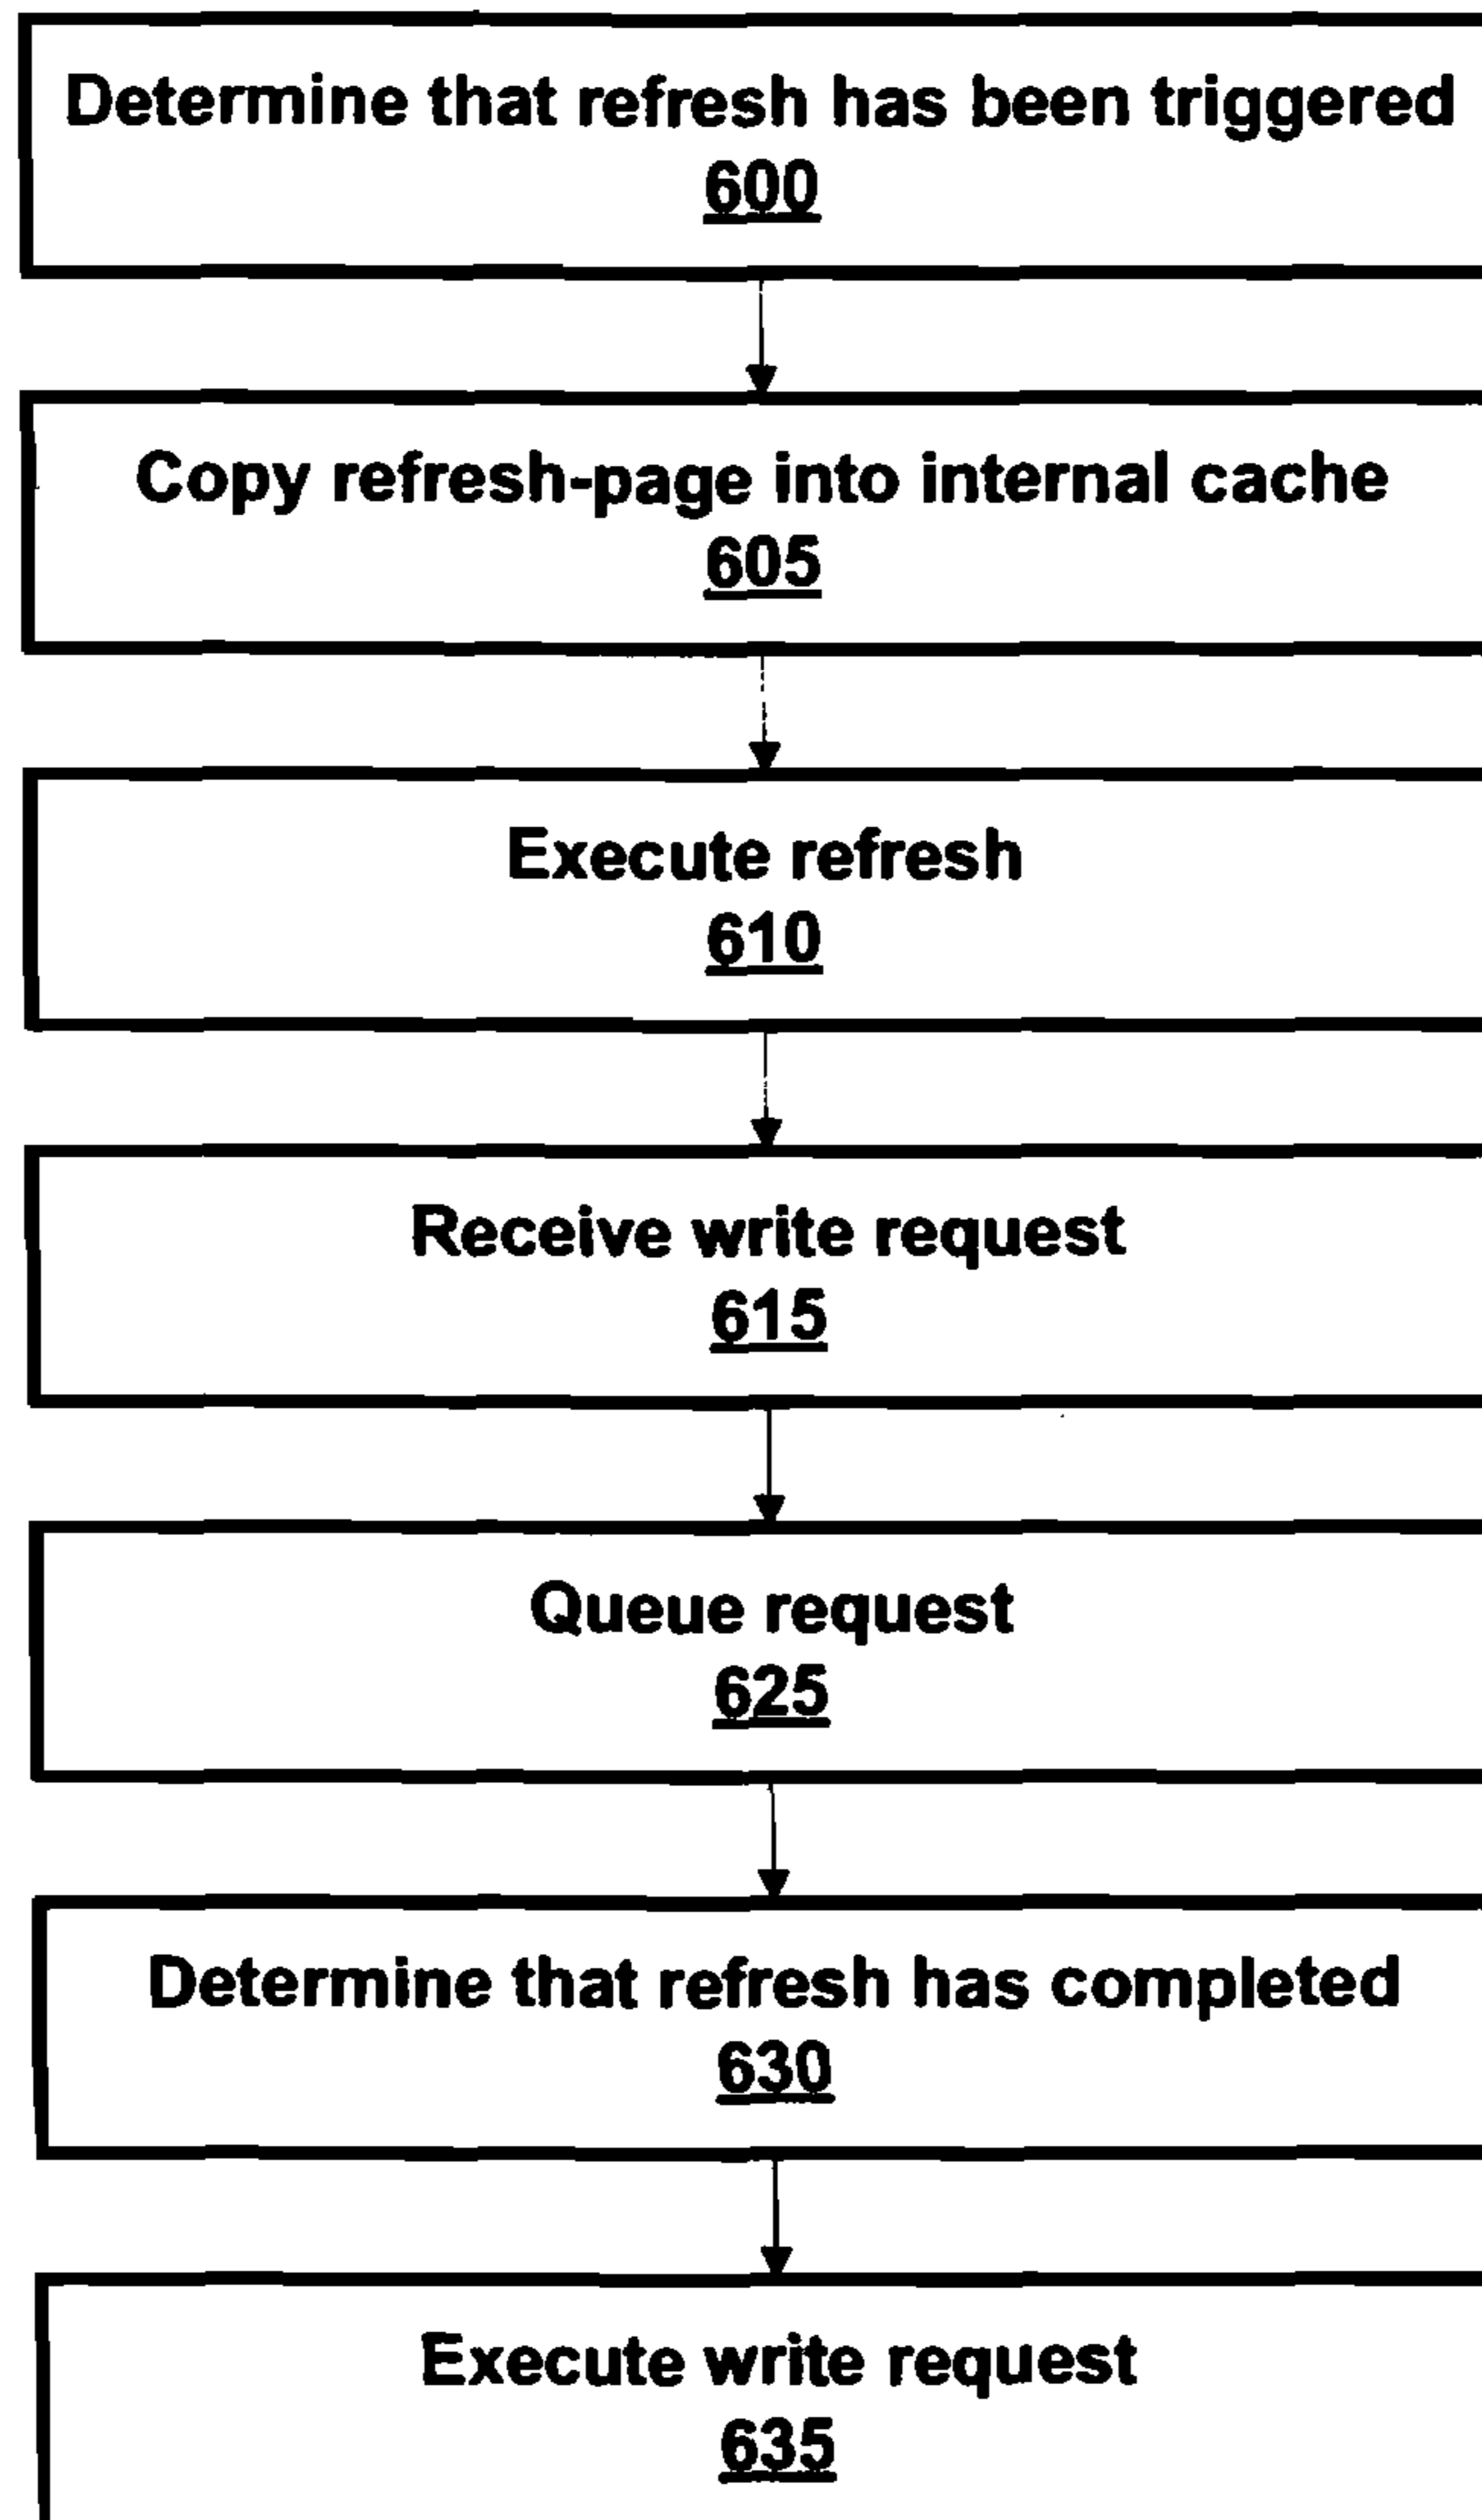 Determine that refresh has been triggered
600
Copy refresh-page into internal cache
605
Execute refresh
610
Receive write request
615
Queue request
625
Determine that refresh has completed
630
Execute write request
635